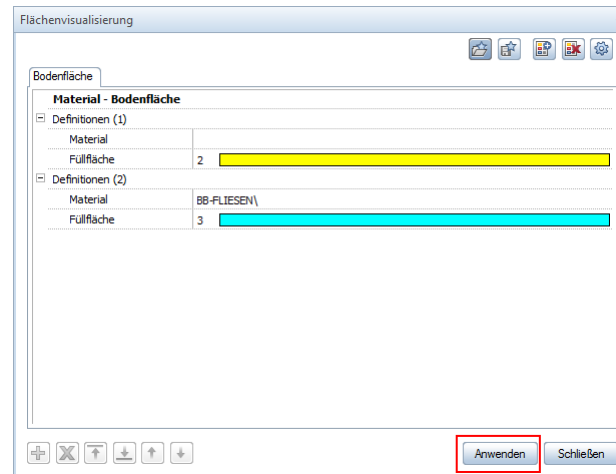 Flächenvisualisierung
Bodenfläche
Material - Bodenfläche
Definitionen (1)
Material
Füllfläche 2
Definitionen (2)
Material BB-FLIESEN\
Füllfläche 3
Anwenden Schließen